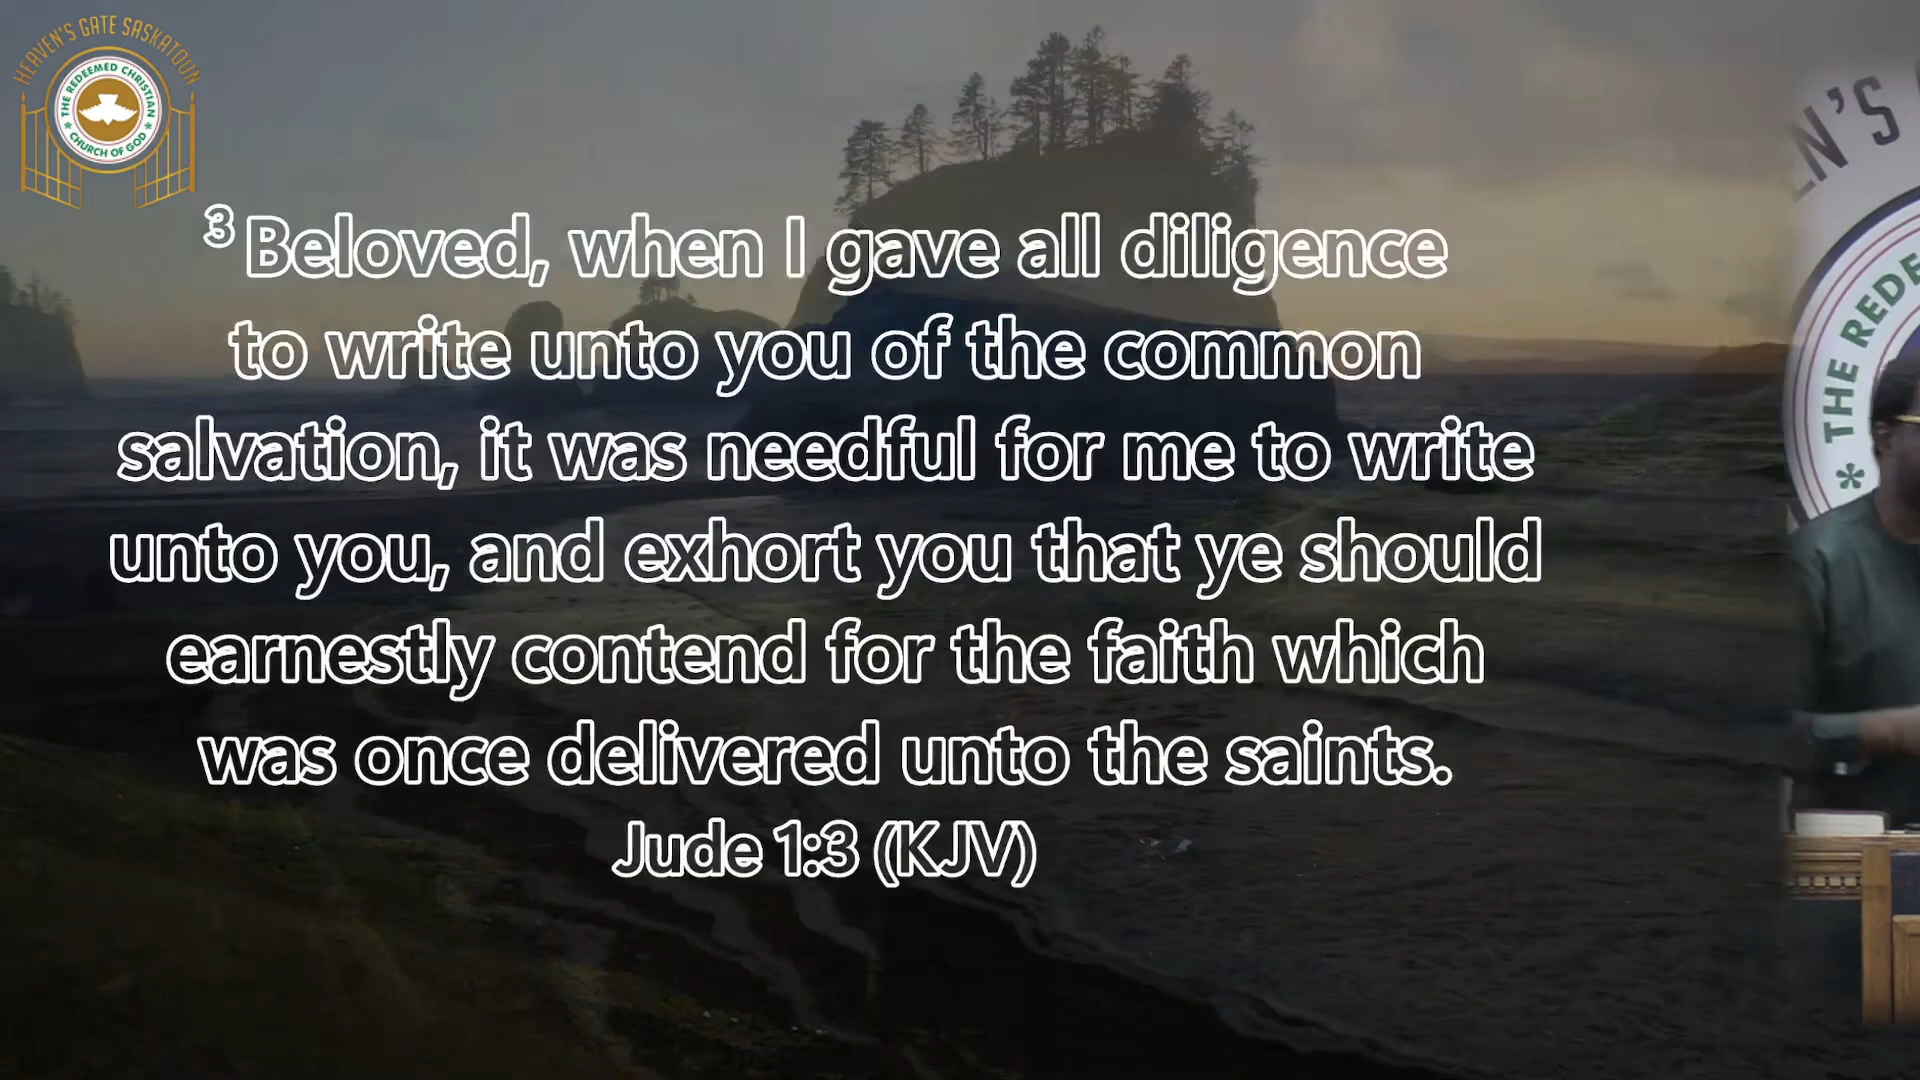 HEAVEN'S GATE SASKATOON
THE REDEEMED CHRISTIAN
CHURCH OF GOD
3 Beloved, when I gave all diligence
to write unto you of the common
salvation, it was needful for me to write
unto you, and exhort you that ye should
earnestly contend for the faith which
was once delivered unto the saints.
Jude 1:3 (KJV)
N'S
THE REDE